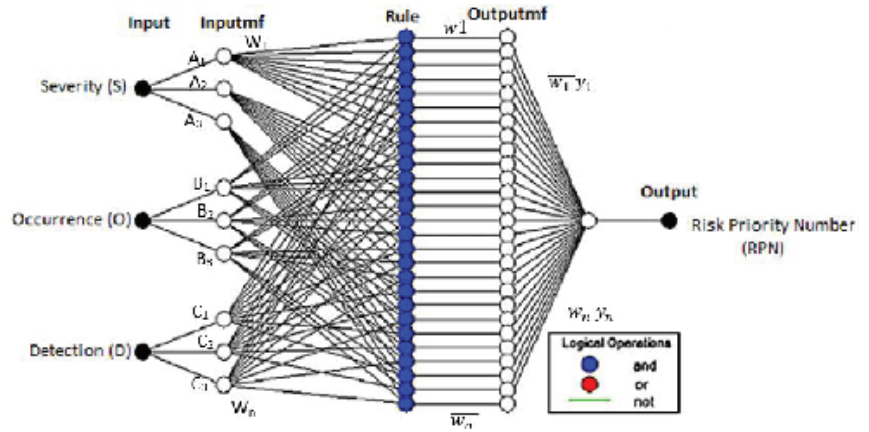 Input
Inputmf
Rule
Outputmf
W₁
w1
A₁
Severity (S)
A₂
A₃
w₁ y₁
B₁
Occurrence (O)
B₂
B₃
Output
Risk Priority Number
(RPN)
C₁
Detection (D)
C₂
C₃
Wₙ
wₙ yₙ
Logical Operations
and
or
not